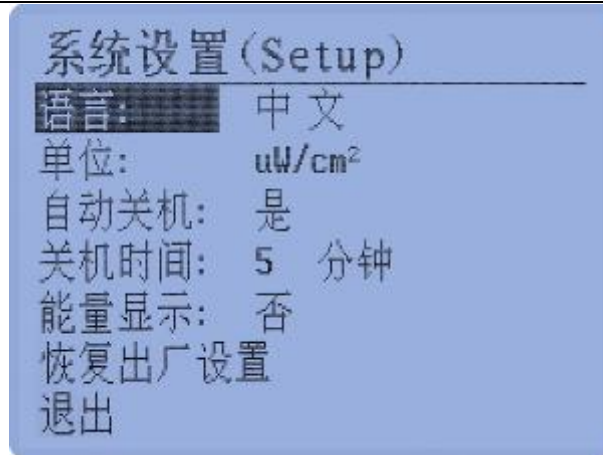 系统设置(Setup)
语言: 中文
单位: uW/cm²
自动关机: 是
关机时间: 5 分钟
能量显示: 否
恢复出厂设置
退出